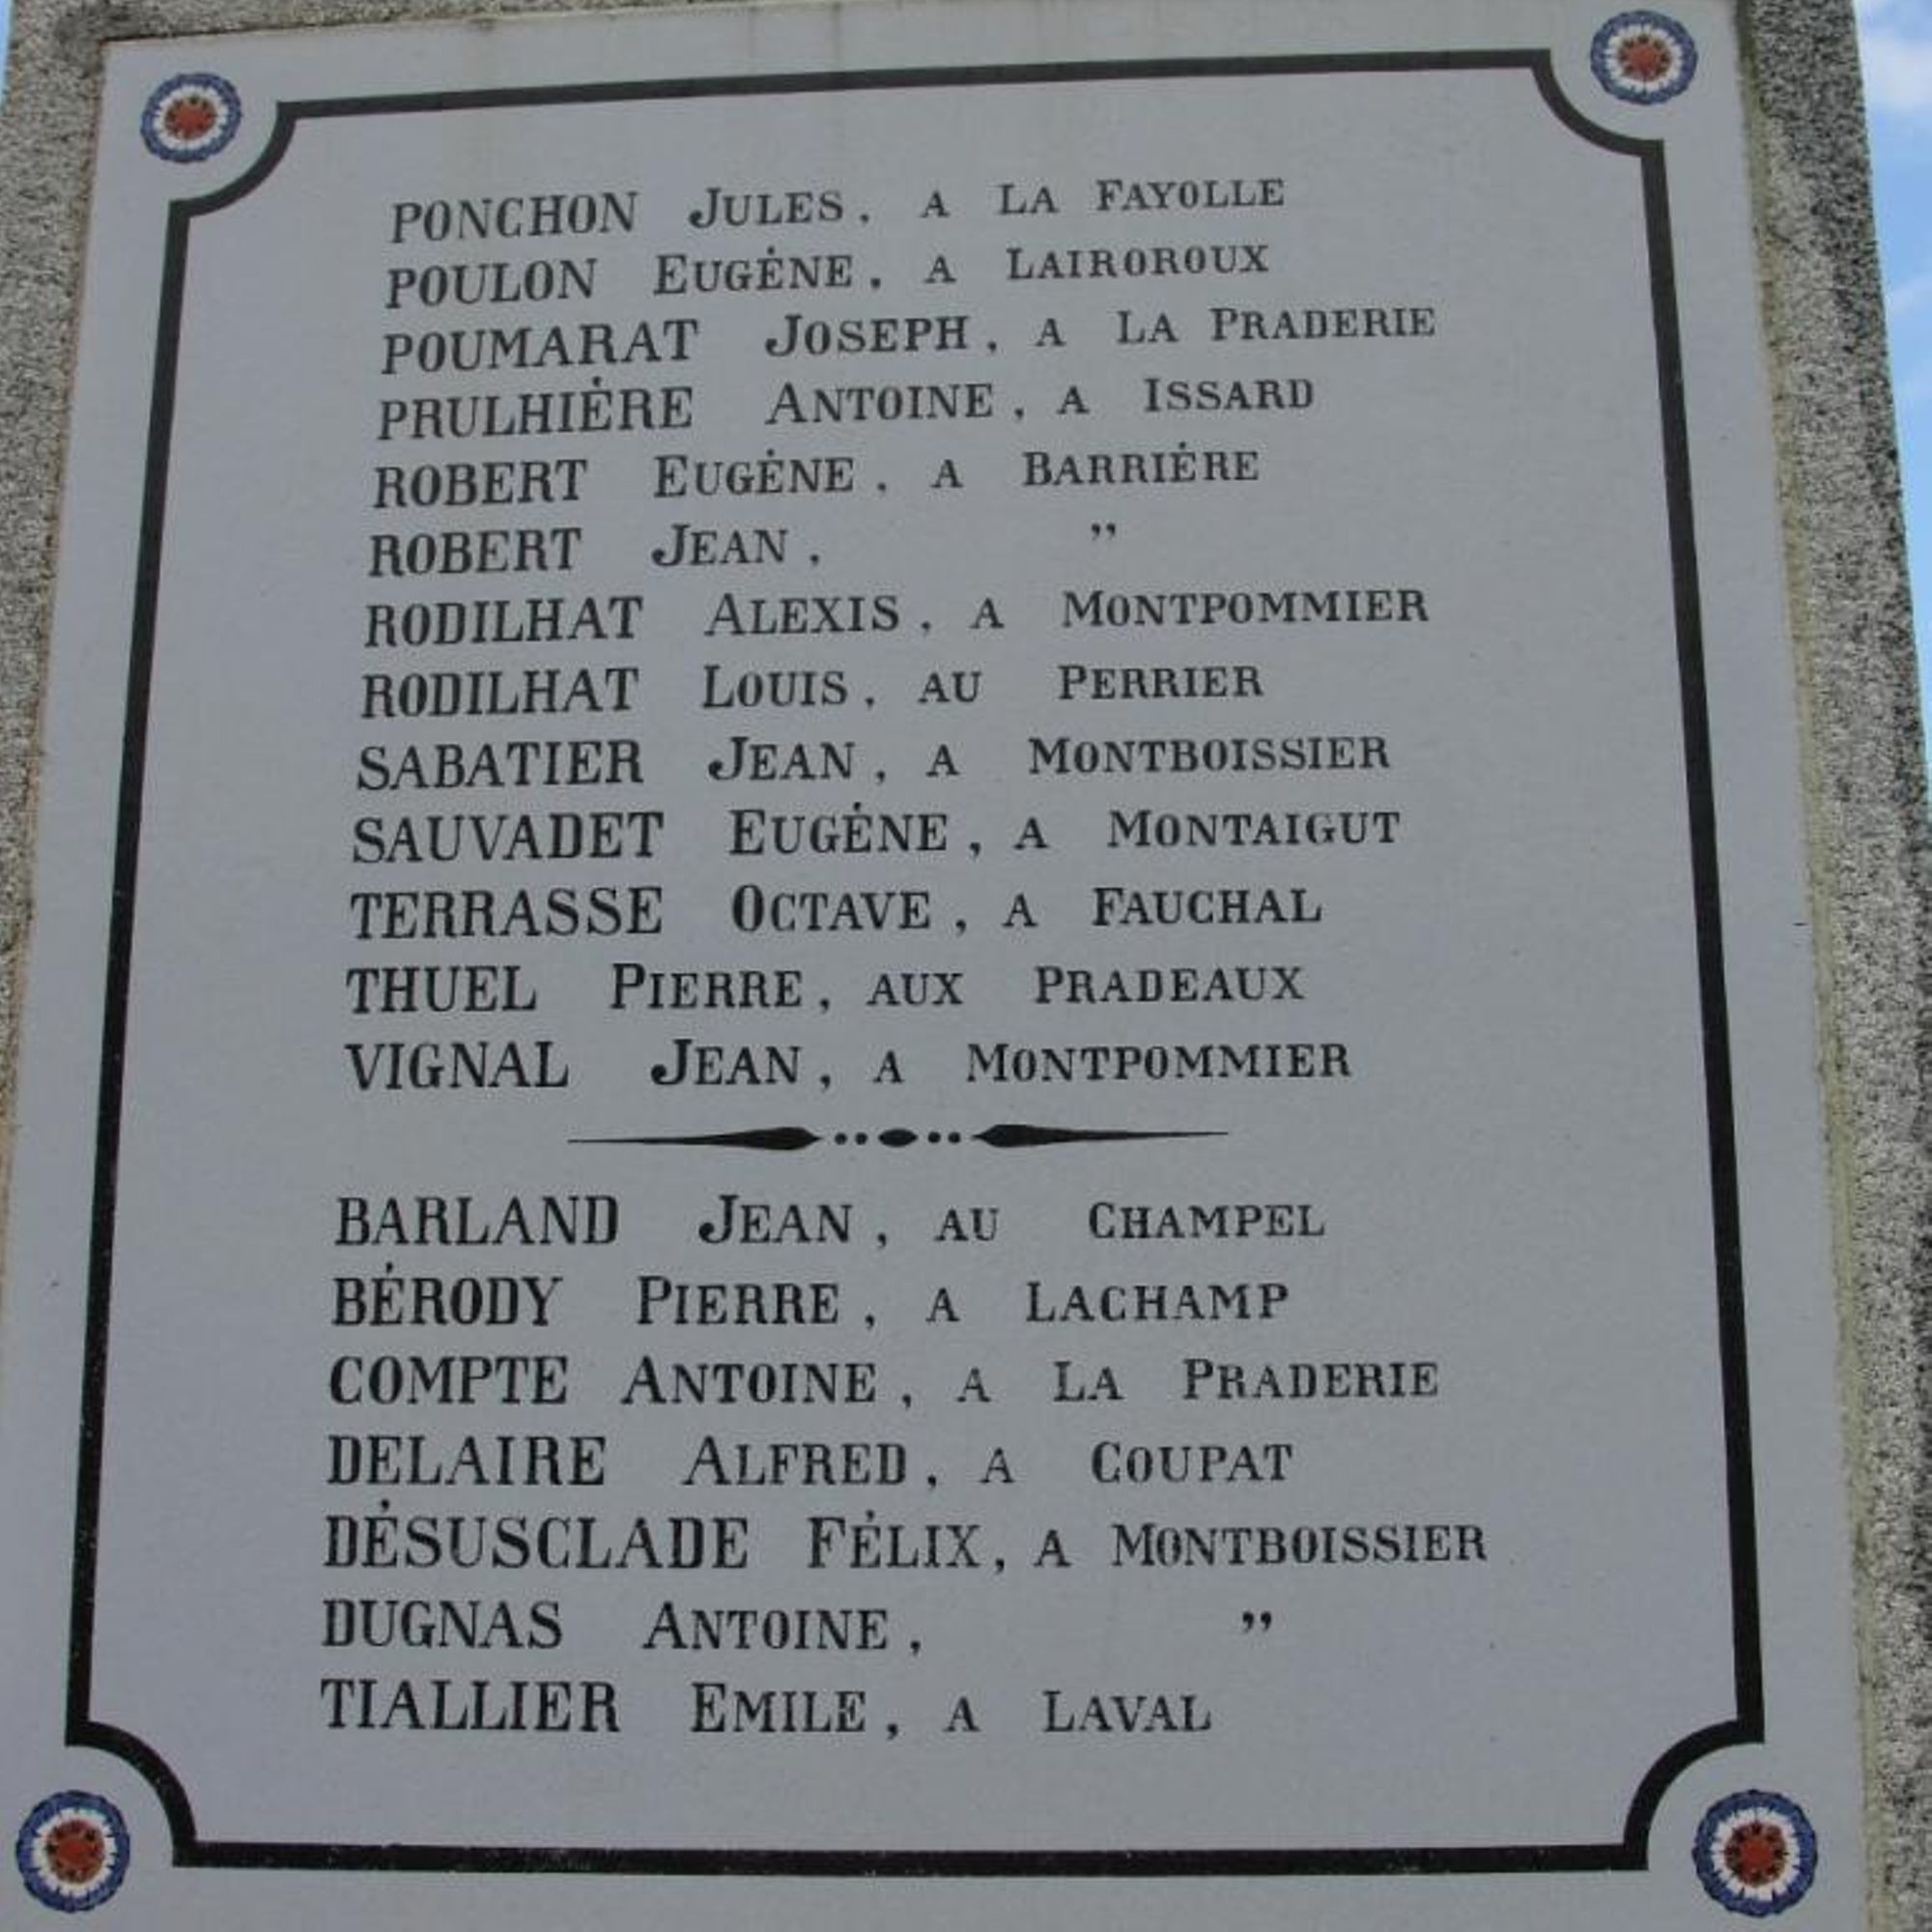 PONCHON JULES, A LA FAYOLLE
POULON EUGÈNE, A LAIROROUX
POUMARAT JOSEPH, A LA PRADERIE
PRULHIÈRE ANTOINE, A ISSARD
ROBERT EUGÈNE, A BARRIÈRE
ROBERT JEAN, ”
RODILHAT ALEXIS, A MONTPOMMIER
RODILHAT LOUIS, AU PERRIER
SABATIER JEAN, A MONTBOISSIER
SAUVADET EUGÈNE, A MONTAIGUT
TERRASSE OCTAVE, A FAUCHAL
THUEL PIERRE, AUX PRADEAUX
VIGNAL JEAN, A MONTPOMMIER
BARLAND JEAN, AU CHAMPEL
BÉRODY PIERRE, A LACHAMP
COMPTE ANTOINE, A LA PRADERIE
DELAIRE ALFRED, A COUPAT
DÉSUSCLADE FÉLIX, A MONTBOISSIER
DUGNAS ANTOINE, ”
TIALLIER EMILE, A LAVAL